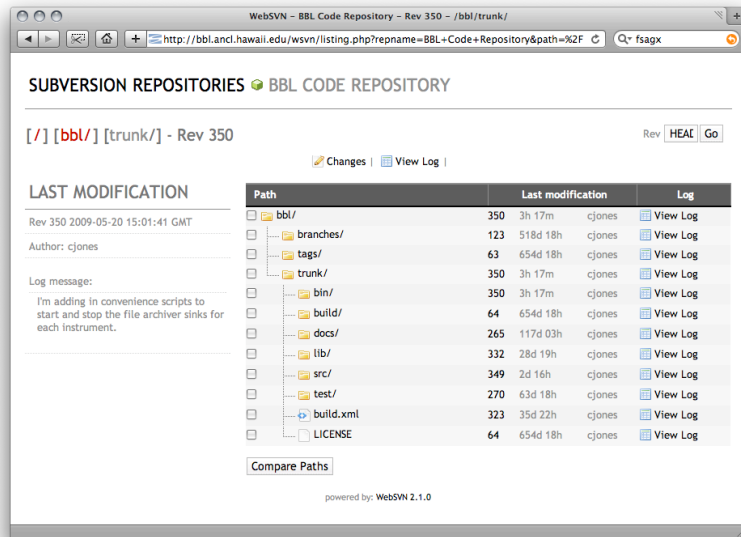 WebSVN - BBL Code Repository - Rev 350 - /bbl/trunk/
http://bbl.ancl.hawaii.edu/wsvn/listing.php?repname=BBL+Code+Repository&path=%2F
fsagx
SUBVERSION REPOSITORIES BBL CODE REPOSITORY
[/] [bbl/] [trunk/] - Rev 350
Rev HEAD Go
Changes | View Log |
LAST MODIFICATION
Rev 350 2009-05-20 15:01:41 GMT
Author: cjones
Log message:
I'm adding in convenience scripts to
start and stop the file archiver sinks for
each instrument.
Path Last modification Log
bbl/ 350 3h 17m cjones View Log
branches/ 123 518d 18h cjones View Log
tags/ 63 654d 18h cjones View Log
trunk/ 350 3h 17m cjones View Log
bin/ 350 3h 17m cjones View Log
build/ 64 654d 18h cjones View Log
docs/ 265 117d 03h cjones View Log
lib/ 332 28d 19h cjones View Log
src/ 349 2d 16h cjones View Log
test/ 270 63d 18h cjones View Log
build.xml 323 35d 22h cjones View Log
LICENSE 64 654d 18h cjones View Log
Compare Paths
powered by: WebSVN 2.1.0